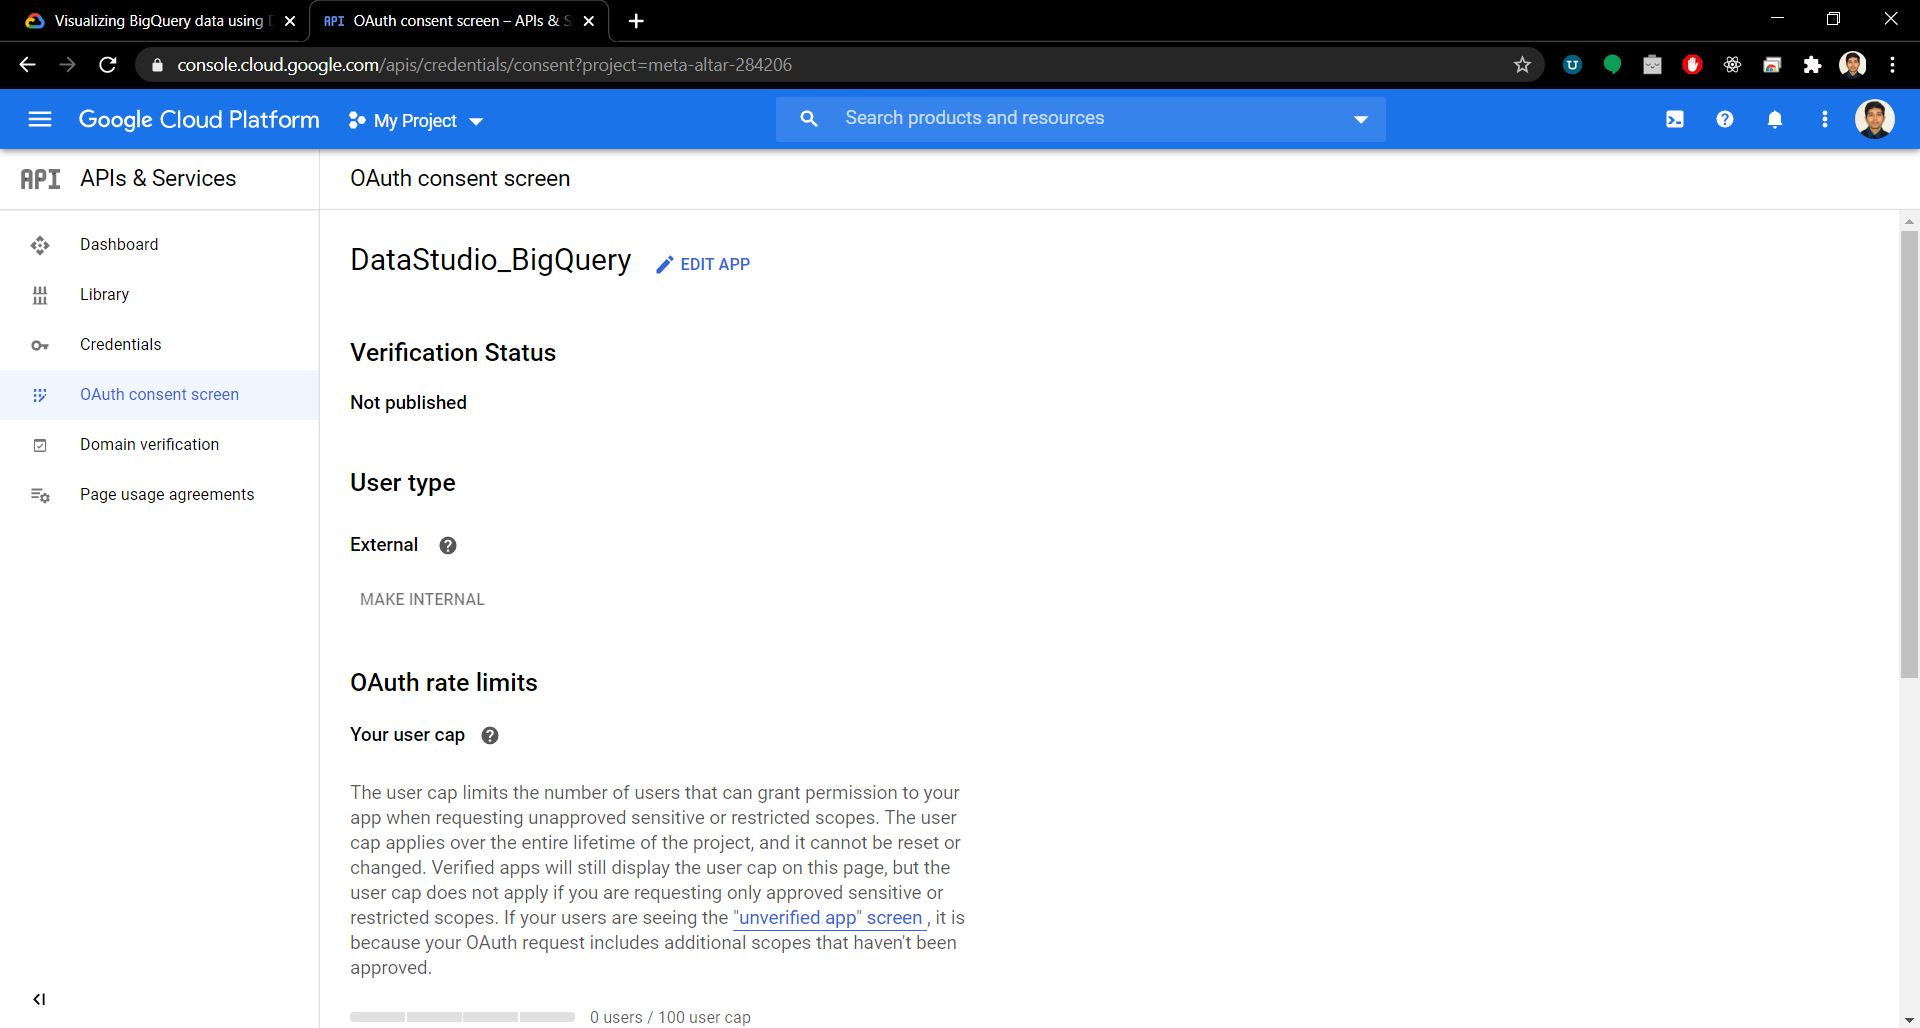 Visualizing BigQuery data using
API OAuth consent screen – APIs & S
console.cloud.google.com/apis/credentials/consent?project=meta-altar-284206
Google Cloud Platform
My Project
Search products and resources
API APIs & Services
OAuth consent screen
Dashboard
Library
Credentials
OAuth consent screen
Domain verification
Page usage agreements
DataStudio_BigQuery
EDIT APP
Verification Status
Not published
User type
External
MAKE INTERNAL
OAuth rate limits
Your user cap
The user cap limits the number of users that can grant permission to your
app when requesting unapproved sensitive or restricted scopes. The user
cap applies over the entire lifetime of the project, and it cannot be reset or
changed. Verified apps will still display the user cap on this page, but the
user cap does not apply if you are requesting only approved sensitive or
restricted scopes. If your users are seeing the "unverified app" screen , it is
because your OAuth request includes additional scopes that haven't been
approved.
0 users / 100 user cap